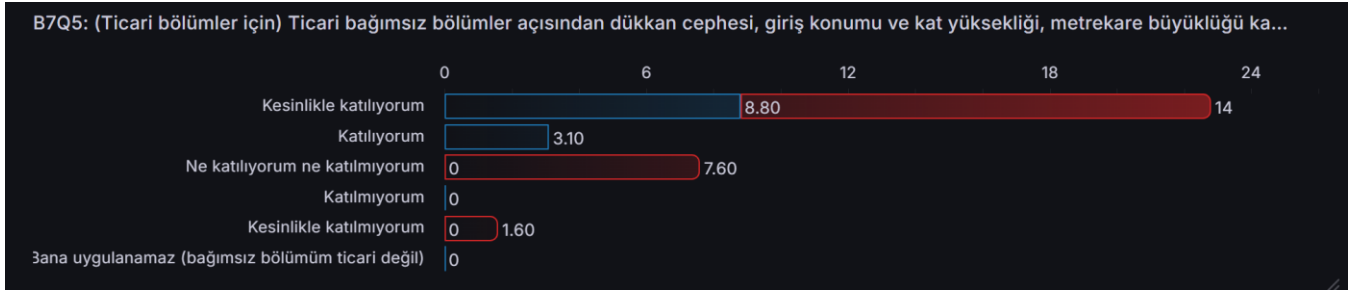 B7Q5: (Ticari bölümler için) Ticari bağımsız bölümler açısından dükkan cephesi, giriş konumu ve kat yüksekliği, metrekare büyüklüğü ka...
0 6 12 18 24
Kesinlikle katılıyorum 8.80 14
Katılıyorum 3.10
Ne katılıyorum ne katılmıyorum 0 7.60
Katılmıyorum 0
Kesinlikle katılmıyorum 0 1.60
Bana uygulanamaz (bağımsız bölümüm ticari değil) 0